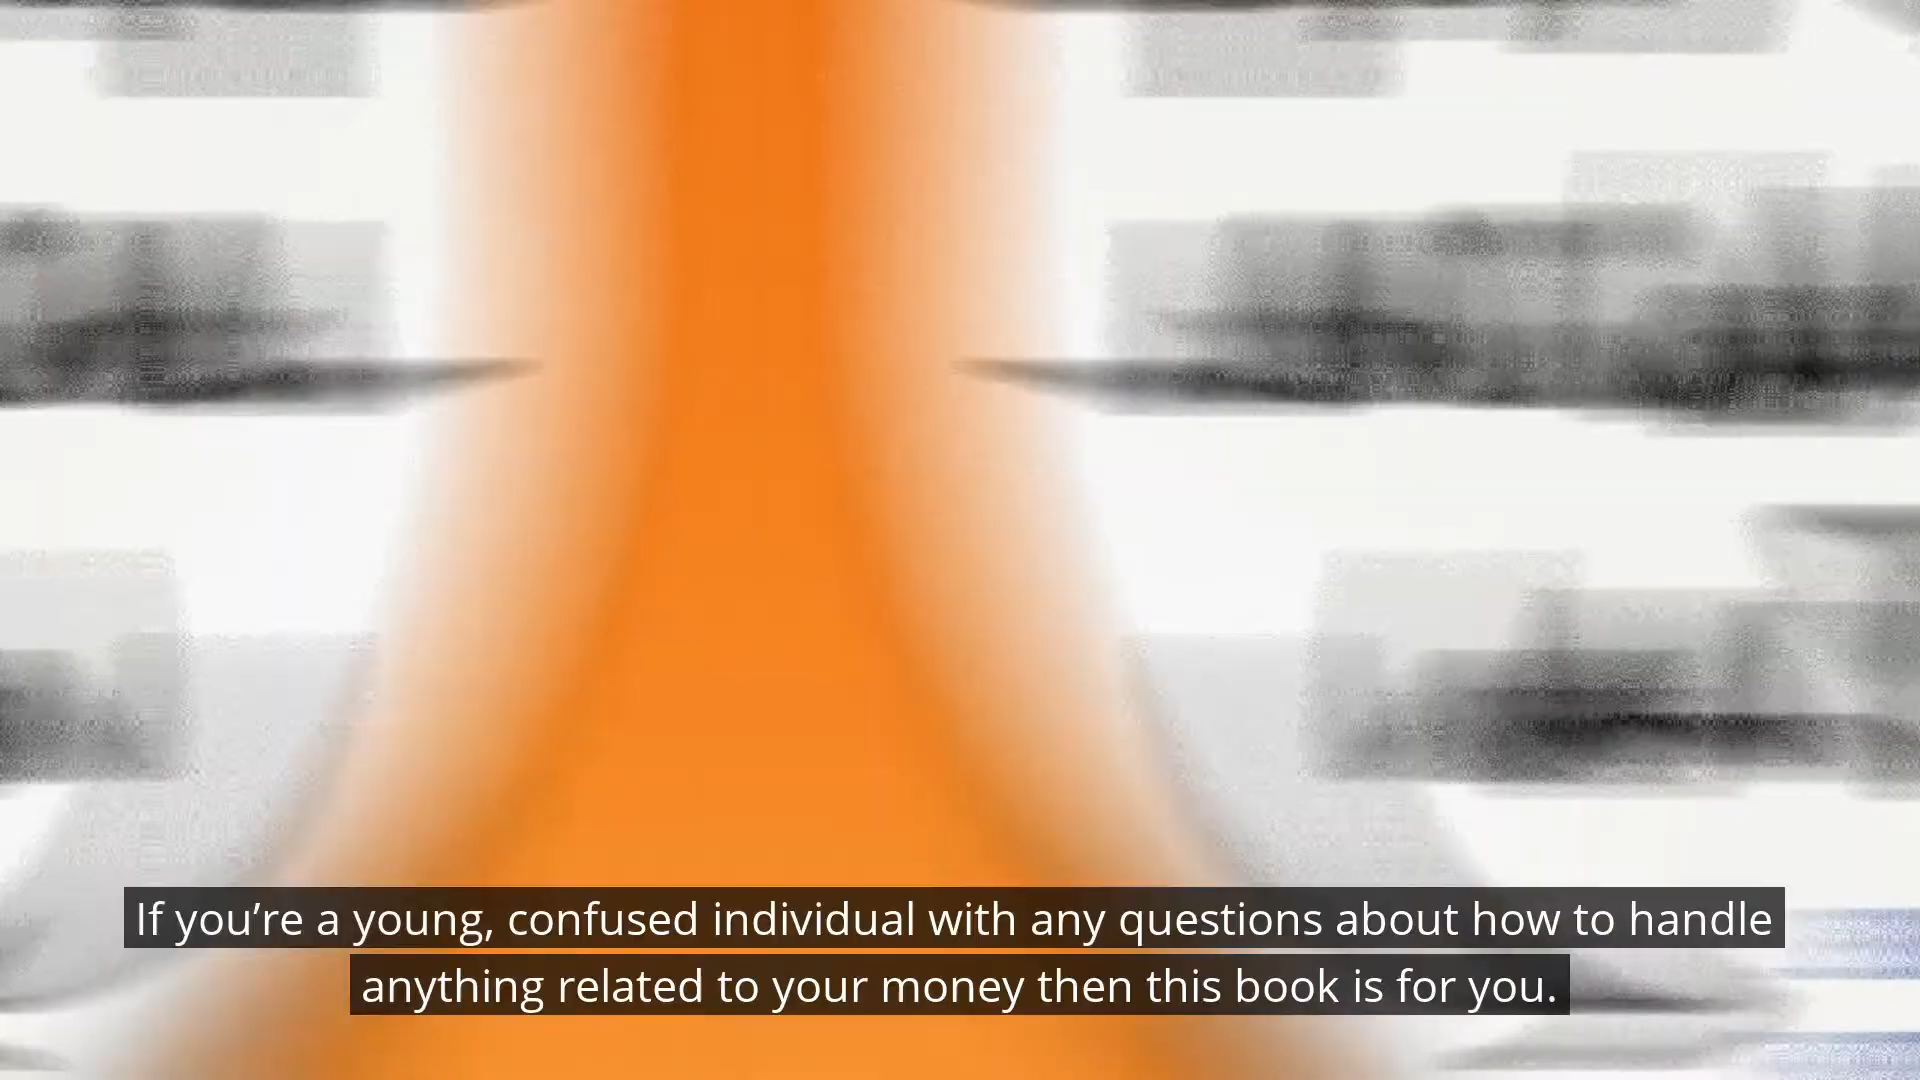 If you’re a young, confused individual with any questions about how to handle
anything related to your money then this book is for you.